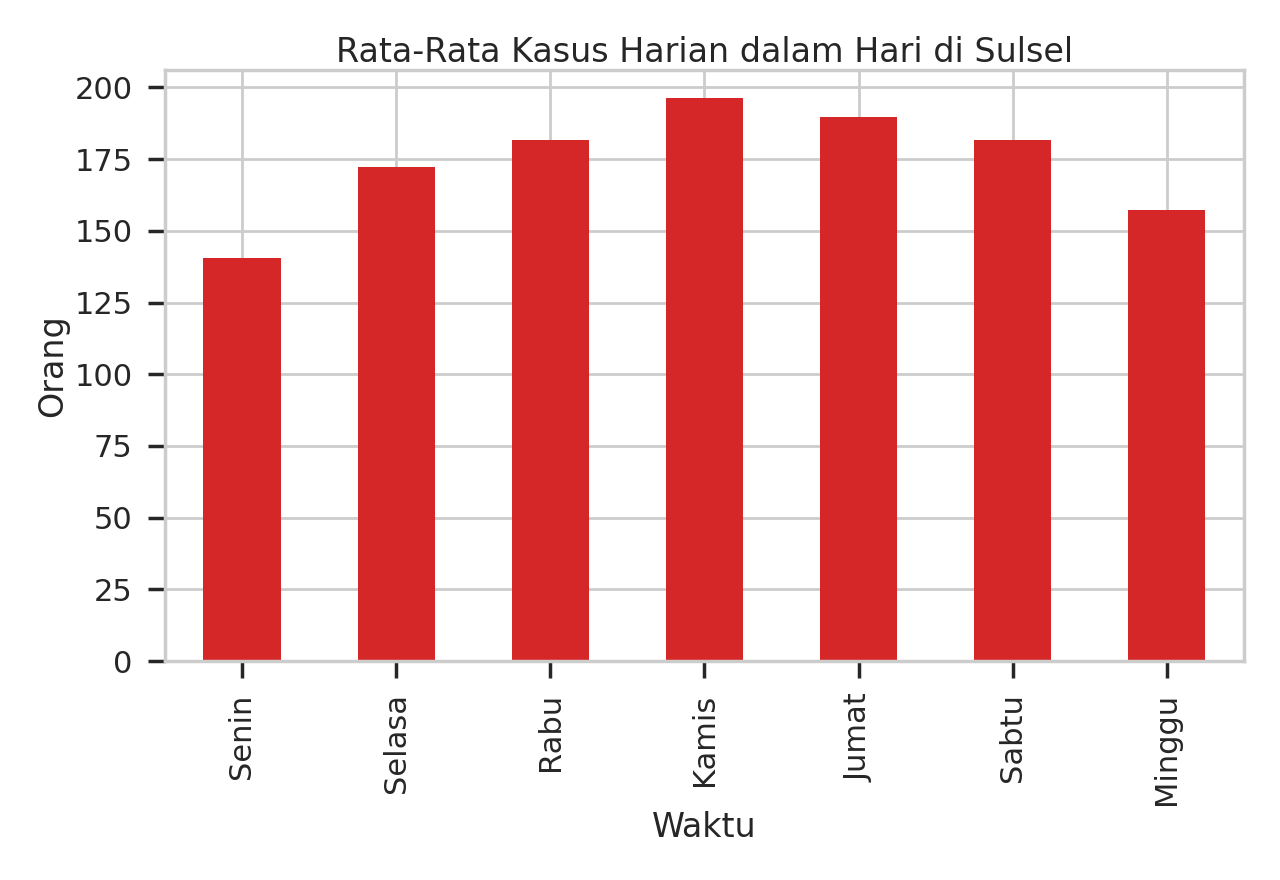 Rata-Rata Kasus Harian dalam Hari di Sulsel
Orang
200
175
150
125
100
75
50
25
0
Senin
Selasa
Rabu
Kamis
Jumat
Sabtu
Minggu
Waktu